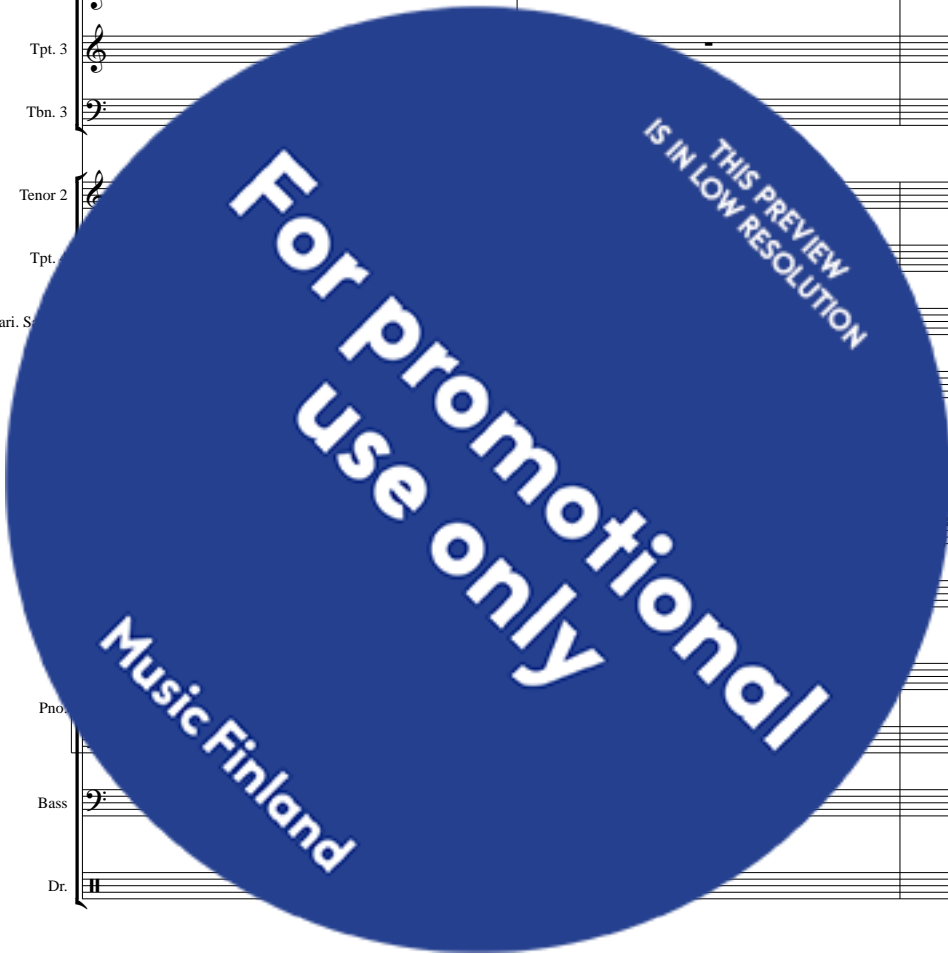 Tpt. 3
Tbn. 3
Tenor 2
Tpt.
Pno.
Bass
Dr.
THIS PREVIEW
IS IN LOW RESOLUTION
For promotional
use only
Music Finland